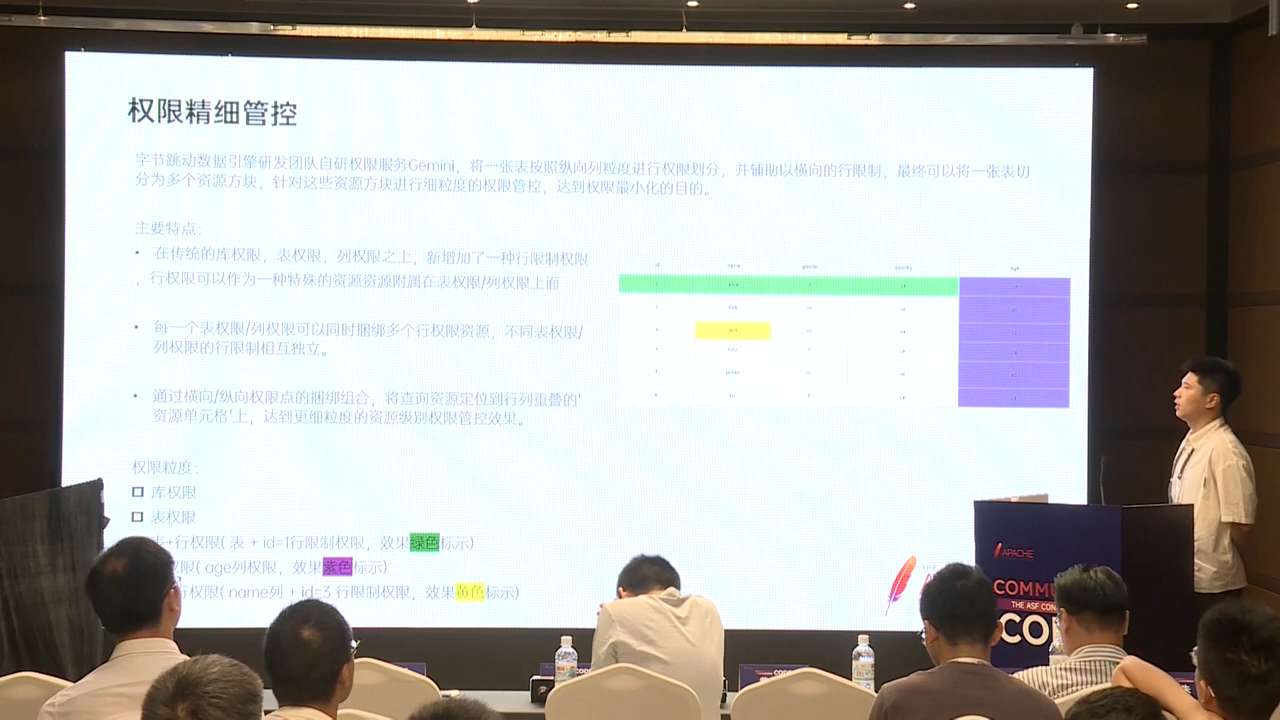 权限精细管控
字节跳动数据引擎研发团队自研权限服务Gemini，将一张表按照纵向列粒度进行权限划分，并辅助以横向的行限制，最终可以将一张表切
分为多个资源方块，针对这些资源方块进行细粒度的权限管控，达到权限最小化的目的。
主要特点：
• 在传统的库权限，表权限，列权限之上，新增加了一种行限制权限
，行权限可以作为一种特殊的资源资源附属在表权限/列权限上面
• 每一个表权限/列权限可以同时捆绑多个行权限资源，不同表权限/
列权限的行限制相互独立。
• 通过横向/纵向权限点的捆绑组合，将查询资源定位到行列重叠的'
资源单元格'上，达到更细粒度的资源级别权限管控效果。
id name gender country age
权限粒度：
库权限
表权限
表+行权限( 表 + id=1行限制权限，效果绿色标示)
权限( age列权限，效果紫色标示)
行权限( name列 + id=3 行限制权限，效果黄色标示)
APACHE
THE ASF CON